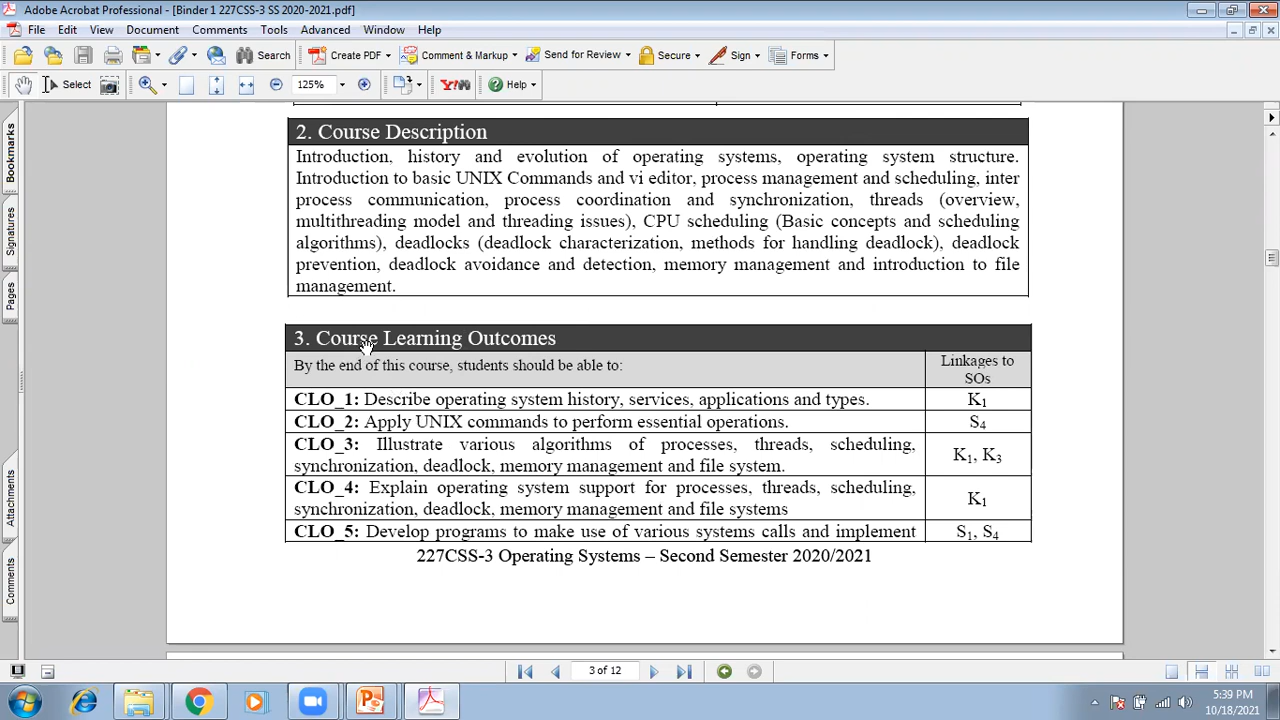 Adobe Acrobat Professional - [Binder 1 227CSS-3 SS 2020-2021.pdf]
File Edit View Document Comments Tools Advanced Window Help
Search Create PDF Comment & Markup Send for Review Secure Sign Forms
Select 125% Y! Help
Bookmarks
Signatures
Pages
Attachments
Comments
2. Course Description
Introduction, history and evolution of operating systems, operating system structure.
Introduction to basic UNIX Commands and vi editor, process management and scheduling, inter
process communication, process coordination and synchronization, threads (overview,
multithreading model and threading issues), CPU scheduling (Basic concepts and scheduling
algorithms), deadlocks (deadlock characterization, methods for handling deadlock), deadlock
prevention, deadlock avoidance and detection, memory management and introduction to file
management.
3. Course Learning Outcomes
By the end of this course, students should be able to: Linkages to
SOs
CLO_1: Describe operating system history, services, applications and types. K1
CLO_2: Apply UNIX commands to perform essential operations. S4
CLO_3: Illustrate various algorithms of processes, threads, scheduling,
synchronization, deadlock, memory management and file system. K1, K3
CLO_4: Explain operating system support for processes, threads, scheduling,
synchronization, deadlock, memory management and file systems K1
CLO_5: Develop programs to make use of various systems calls and implement S1, S4
227CSS-3 Operating Systems – Second Semester 2020/2021
3 of 12
5:39 PM
10/18/2021